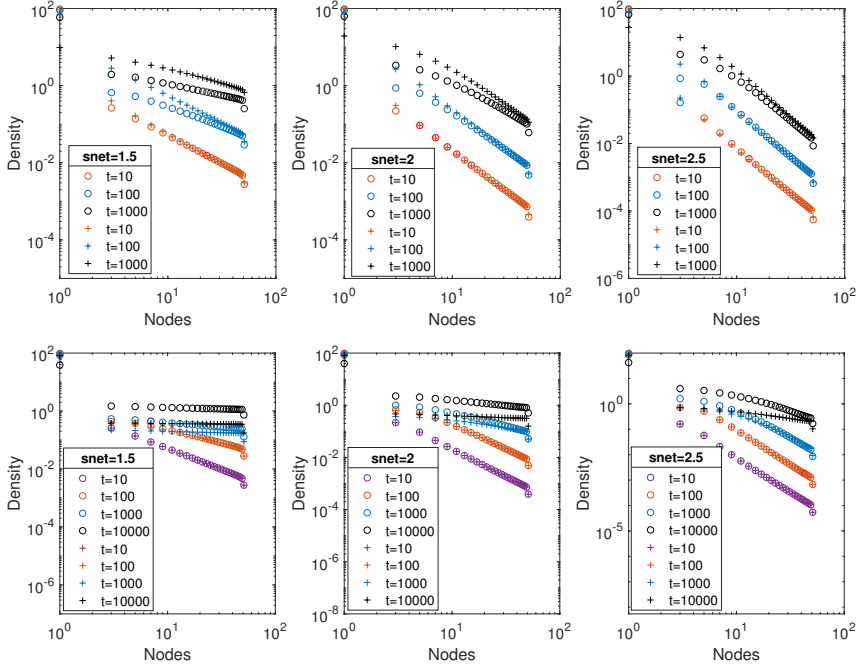 10^2
10^0
10^-2
10^-4
Density
snet=1.5
t=10
t=100
t=1000
t=10
t=100
t=1000
10^0
10^1
10^2
Nodes
10^2
10^0
10^-2
10^-4
Density
snet=2
t=10
t=100
t=1000
t=10
t=100
t=1000
10^0
10^1
10^2
Nodes
10^2
10^0
10^-2
10^-4
10^-6
Density
snet=2.5
t=10
t=100
t=1000
t=10
t=100
t=1000
10^0
10^1
10^2
Nodes
10^2
10^0
10^-2
10^-4
10^-6
Density
snet=1.5
t=10
t=100
t=1000
t=10000
t=10
t=100
t=1000
t=10000
10^0
10^1
10^2
Nodes
10^2
10^0
10^-2
10^-4
10^-6
10^-8
Density
snet=2
t=10
t=100
t=1000
t=10000
t=10
t=100
t=1000
t=10000
10^0
10^1
10^2
Nodes
10^0
10^-5
Density
snet=2.5
t=10
t=100
t=1000
t=10000
t=10
t=100
t=1000
t=10000
10^0
10^1
10^2
Nodes